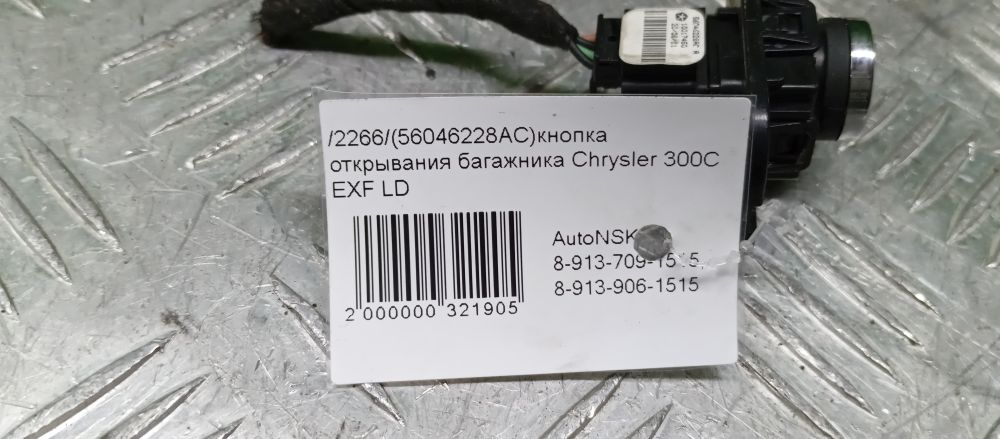 /2266/(56046228AC)кнопка
открывания багажника Chrysler 300C
EXF LD
AutoNSK
8-913-709-1515,
8-913-906-1515
2 000000 321905